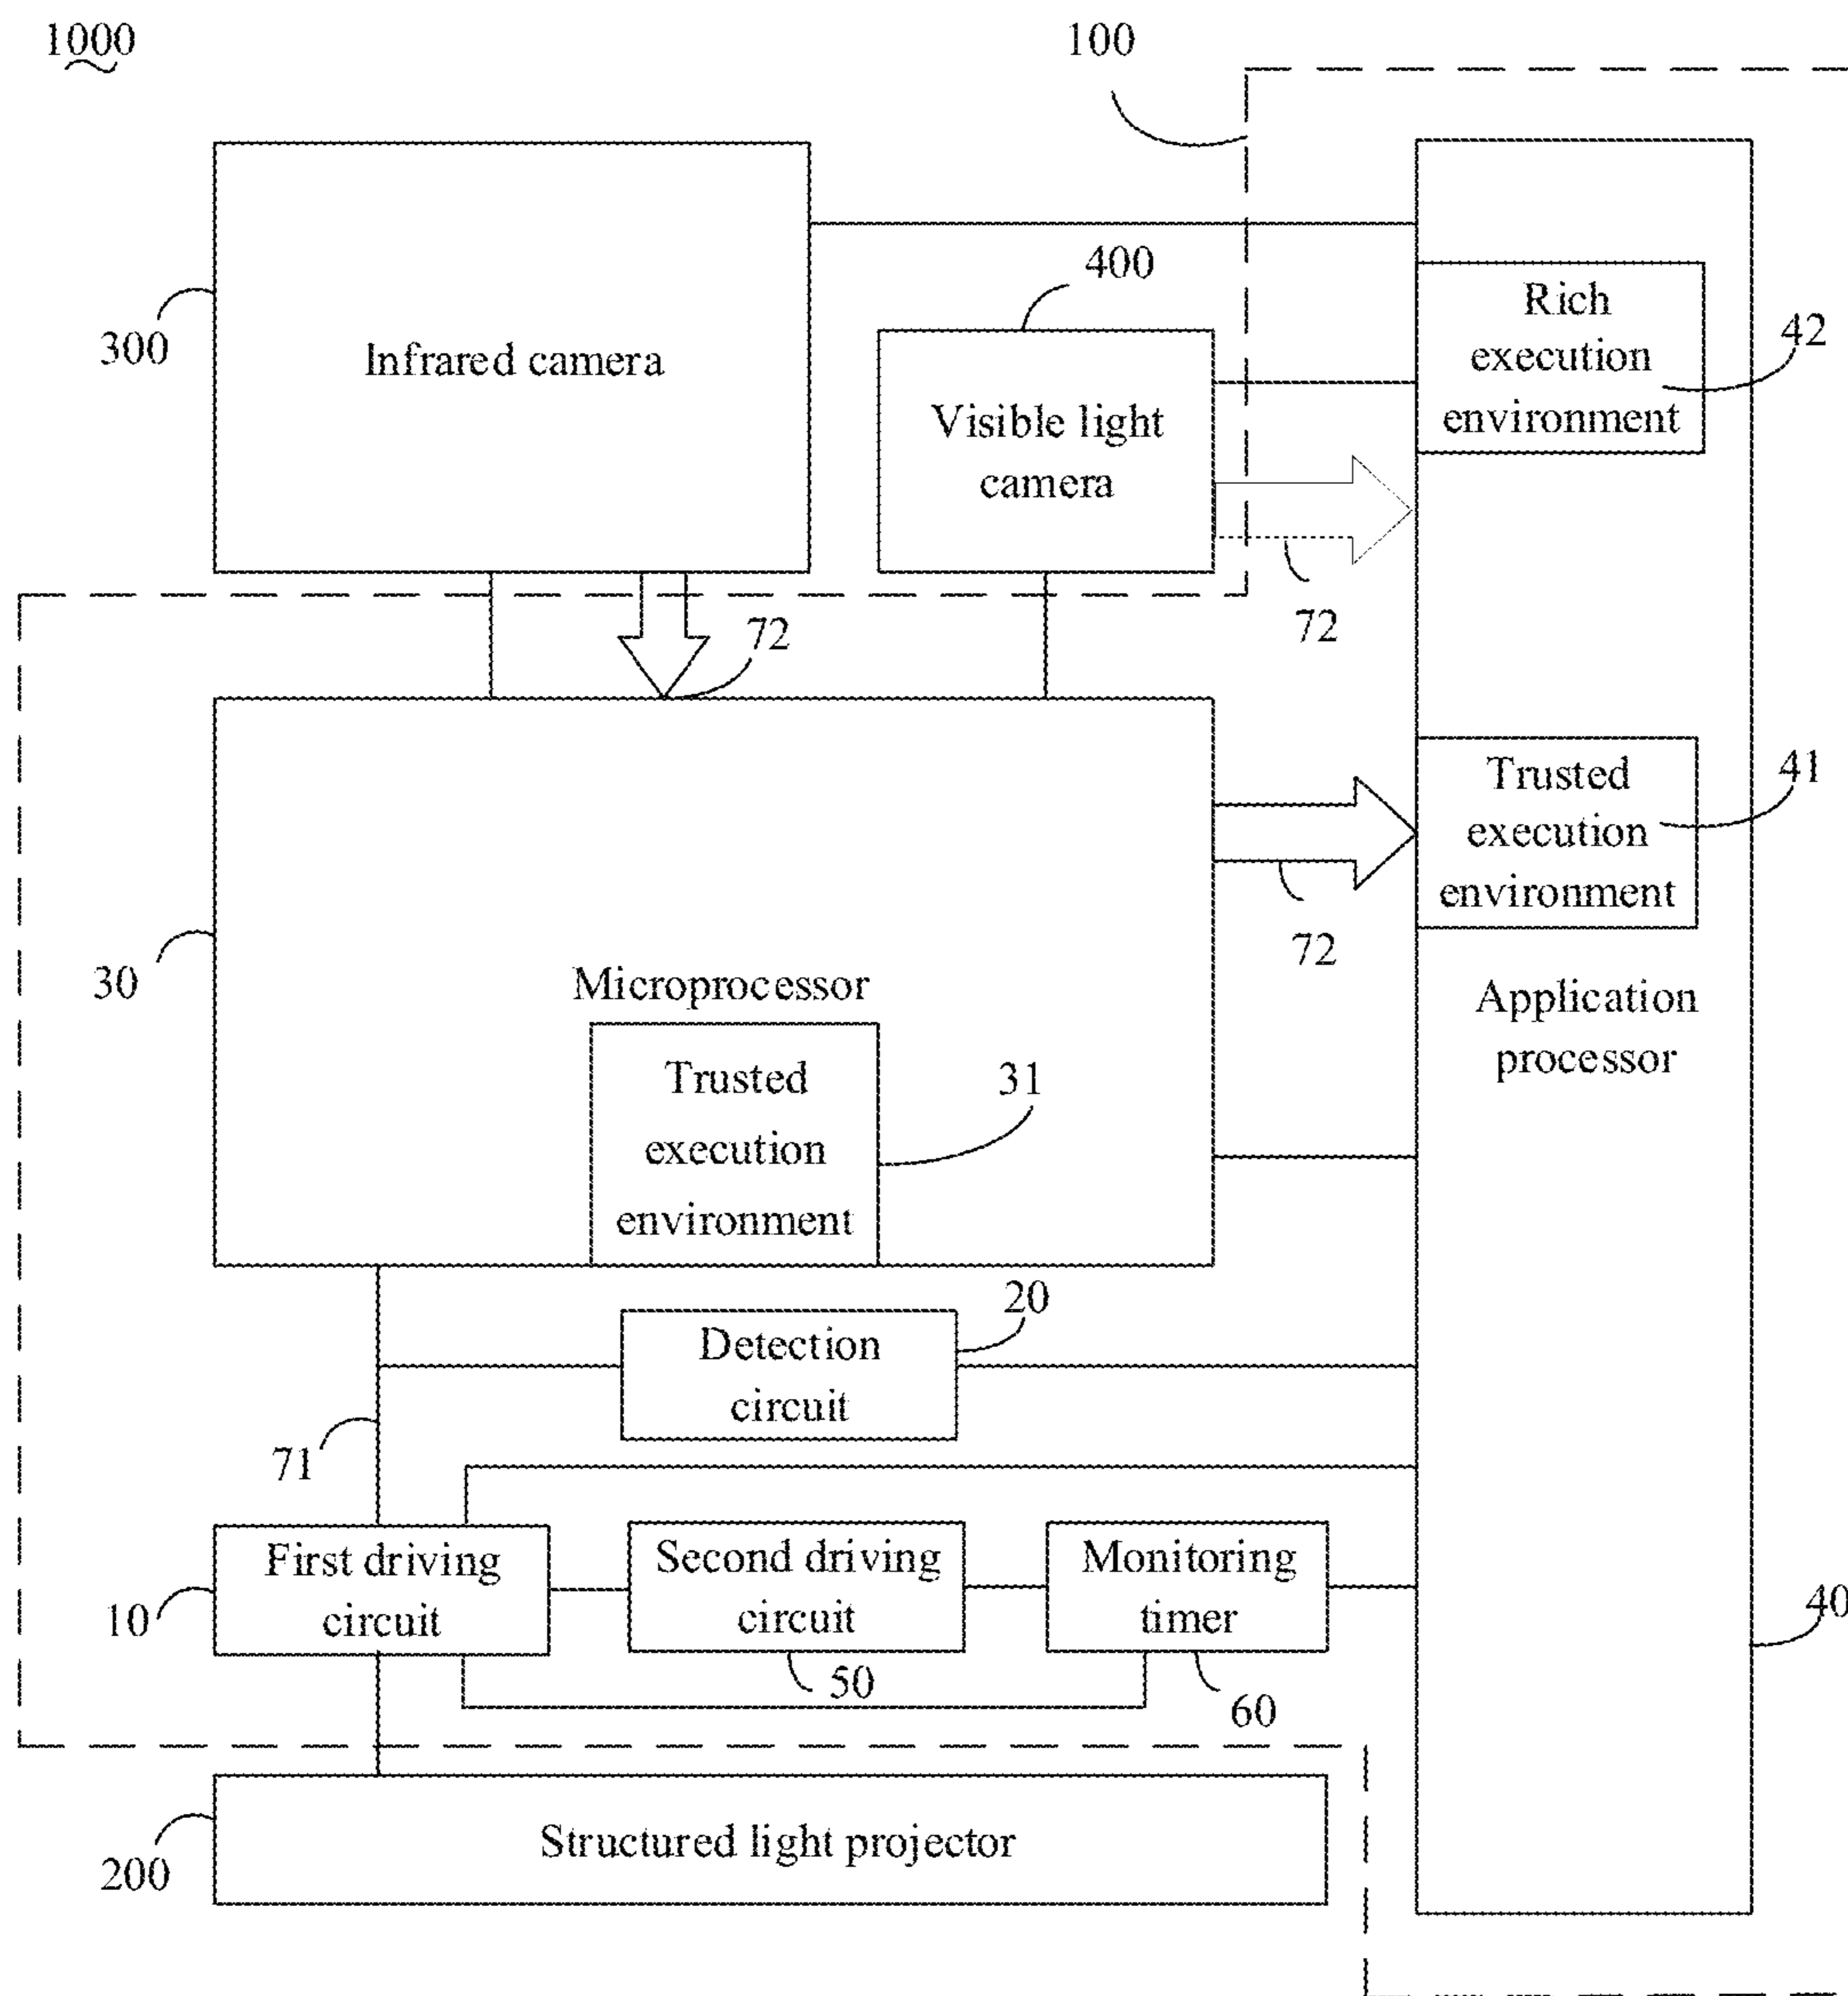 1000
100
300
Infrared camera
400
Visible light
camera
Rich
execution
environment
42
72
72
Trusted
execution
environment
41
72
30
Microprocessor
Application
processor
Trusted
execution
environment
31
20
Detection
circuit
71
First driving
circuit
10
Second driving
circuit
50
Monitoring
timer
60
40
Structured light projector
200